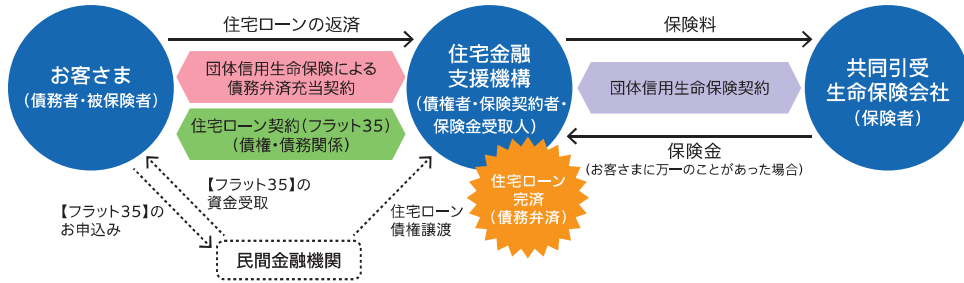 お客さま
(債務者・被保険者)
住宅ローンの返済
団体信用生命保険による
債務弁済充当契約
住宅ローン契約(フラット35)
(債権・債務関係)
住宅金融
支援機構
(債権者・保険契約者・
保険金受取人)
住宅ローン
完済
(債務弁済)
保険料
団体信用生命保険契約
保険金
(お客さまに万一のことがあった場合)
共同引受
生命保険会社
(保険者)
【フラット35】の
お申込み
【フラット35】の
資金受取
住宅ローン
債権譲渡
民間金融機関